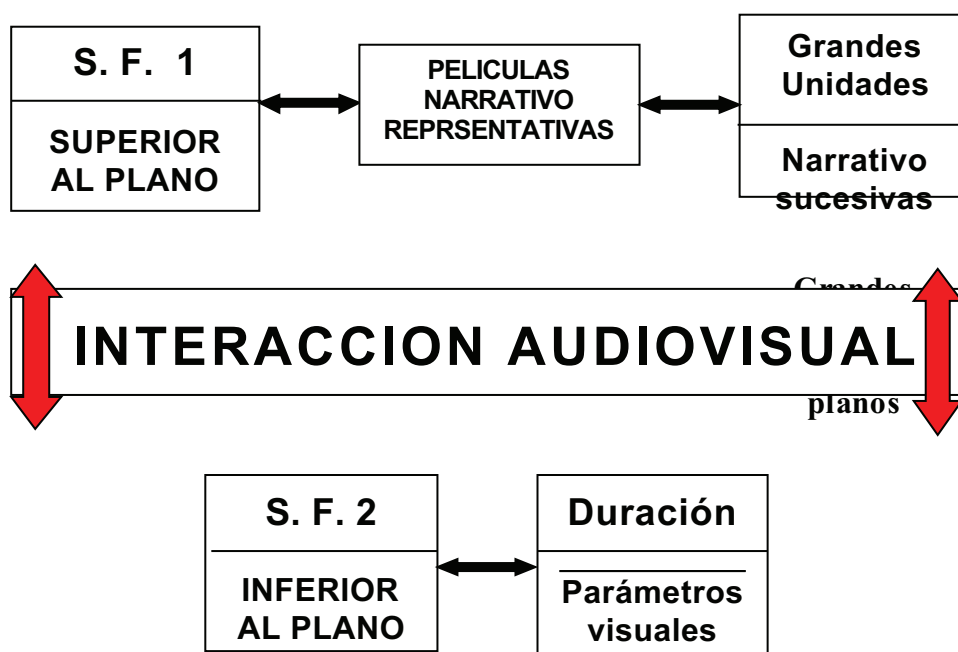 S. F. 1
SUPERIOR
AL PLANO
PELICULAS
NARRATIVO
REPRSENTATIVAS
Grandes
Unidades
Narrativo
sucesivas
Grandes
INTERACCION AUDIOVISUAL
planos
S. F. 2
INFERIOR
AL PLANO
Duración
Parámetros
visuales